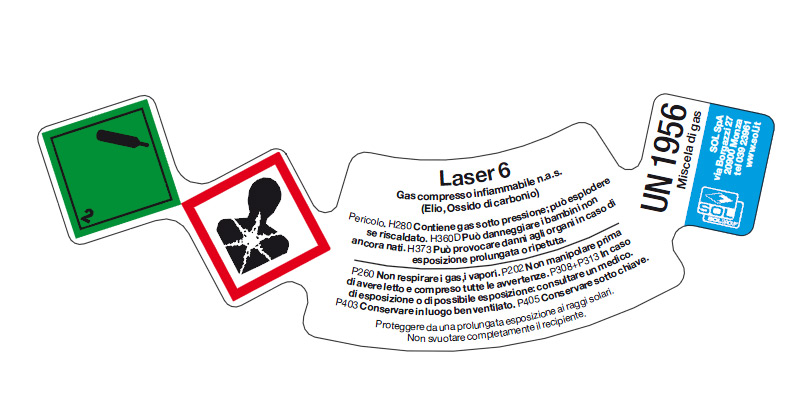 2
Laser 6
Gas compresso infiammabile n.a.s.
(Elio, Ossido di carbonio)
Pericolo. H280 Contiene gas sotto pressione; può esplodere
se riscaldato. H360D Può danneggiare i bambini non
ancora nati. H373 Può provocare danni agli organi in caso di
esposizione prolungata o ripetuta.
P260 Non respirare i gas, i vapori. P202 Non manipolare prima
di avere letto e compreso tutte le avvertenze. P308+P313 In caso
di esposizione o di possibile esposizione: consultare un medico.
P403 Conservare in luogo ben ventilato. P405 Conservare sotto chiave.
Proteggere da una prolungata esposizione ai raggi solari.
Non svuotare completamente il recipiente.
UN 1956
Miscela di gas
SOL SpA
via Borgazzi 27
20900 Monza
tel 039 23961
www.sol.it
SOL